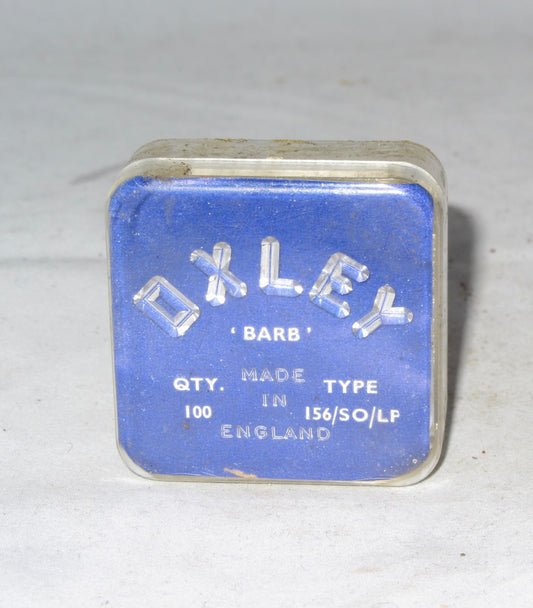 OXLEY
‘ BARB ’
MADE
QTY. IN TYPE
100 156/SO/LP
ENGLAND